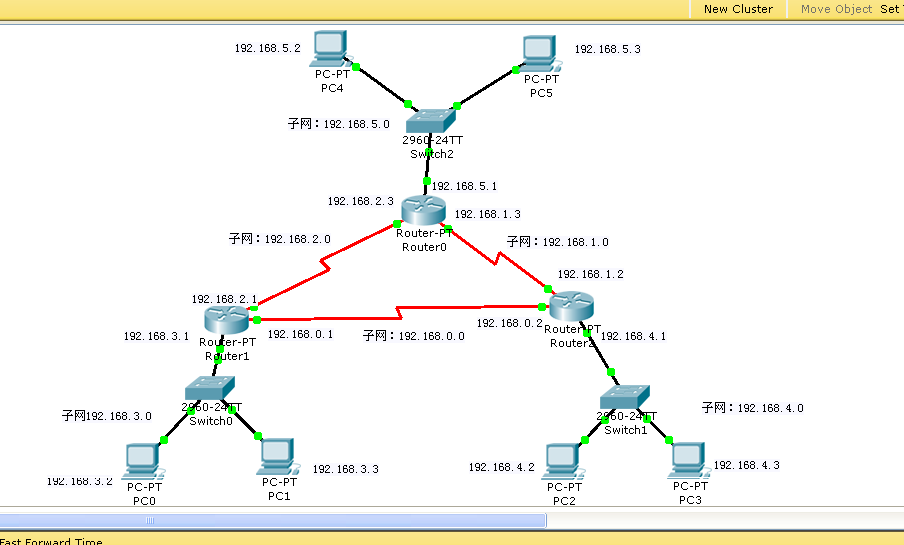 New Cluster
Move Object
Set
192.168.5.2
192.168.5.3
PC-PT
PC4
PC-PT
PC5
子网：192.168.5.0
2960-24TT
Switch2
192.168.5.1
192.168.2.3
192.168.1.3
Router-PT
Router0
子网：192.168.2.0
子网：192.168.1.0
192.168.1.2
192.168.2.1
192.168.3.1
192.168.0.1
子网：192.168.0.0
192.168.0.2
Router-PT
Router2
192.168.4.1
Router-PT
Router1
2960-24TT
Switch0
子网192.168.3.0
2960-24TT
Switch1
子网：192.168.4.0
192.168.3.2
PC-PT
PC0
192.168.3.3
PC-PT
PC1
192.168.4.2
PC-PT
PC2
192.168.4.3
PC-PT
PC3
Fast Forward Time